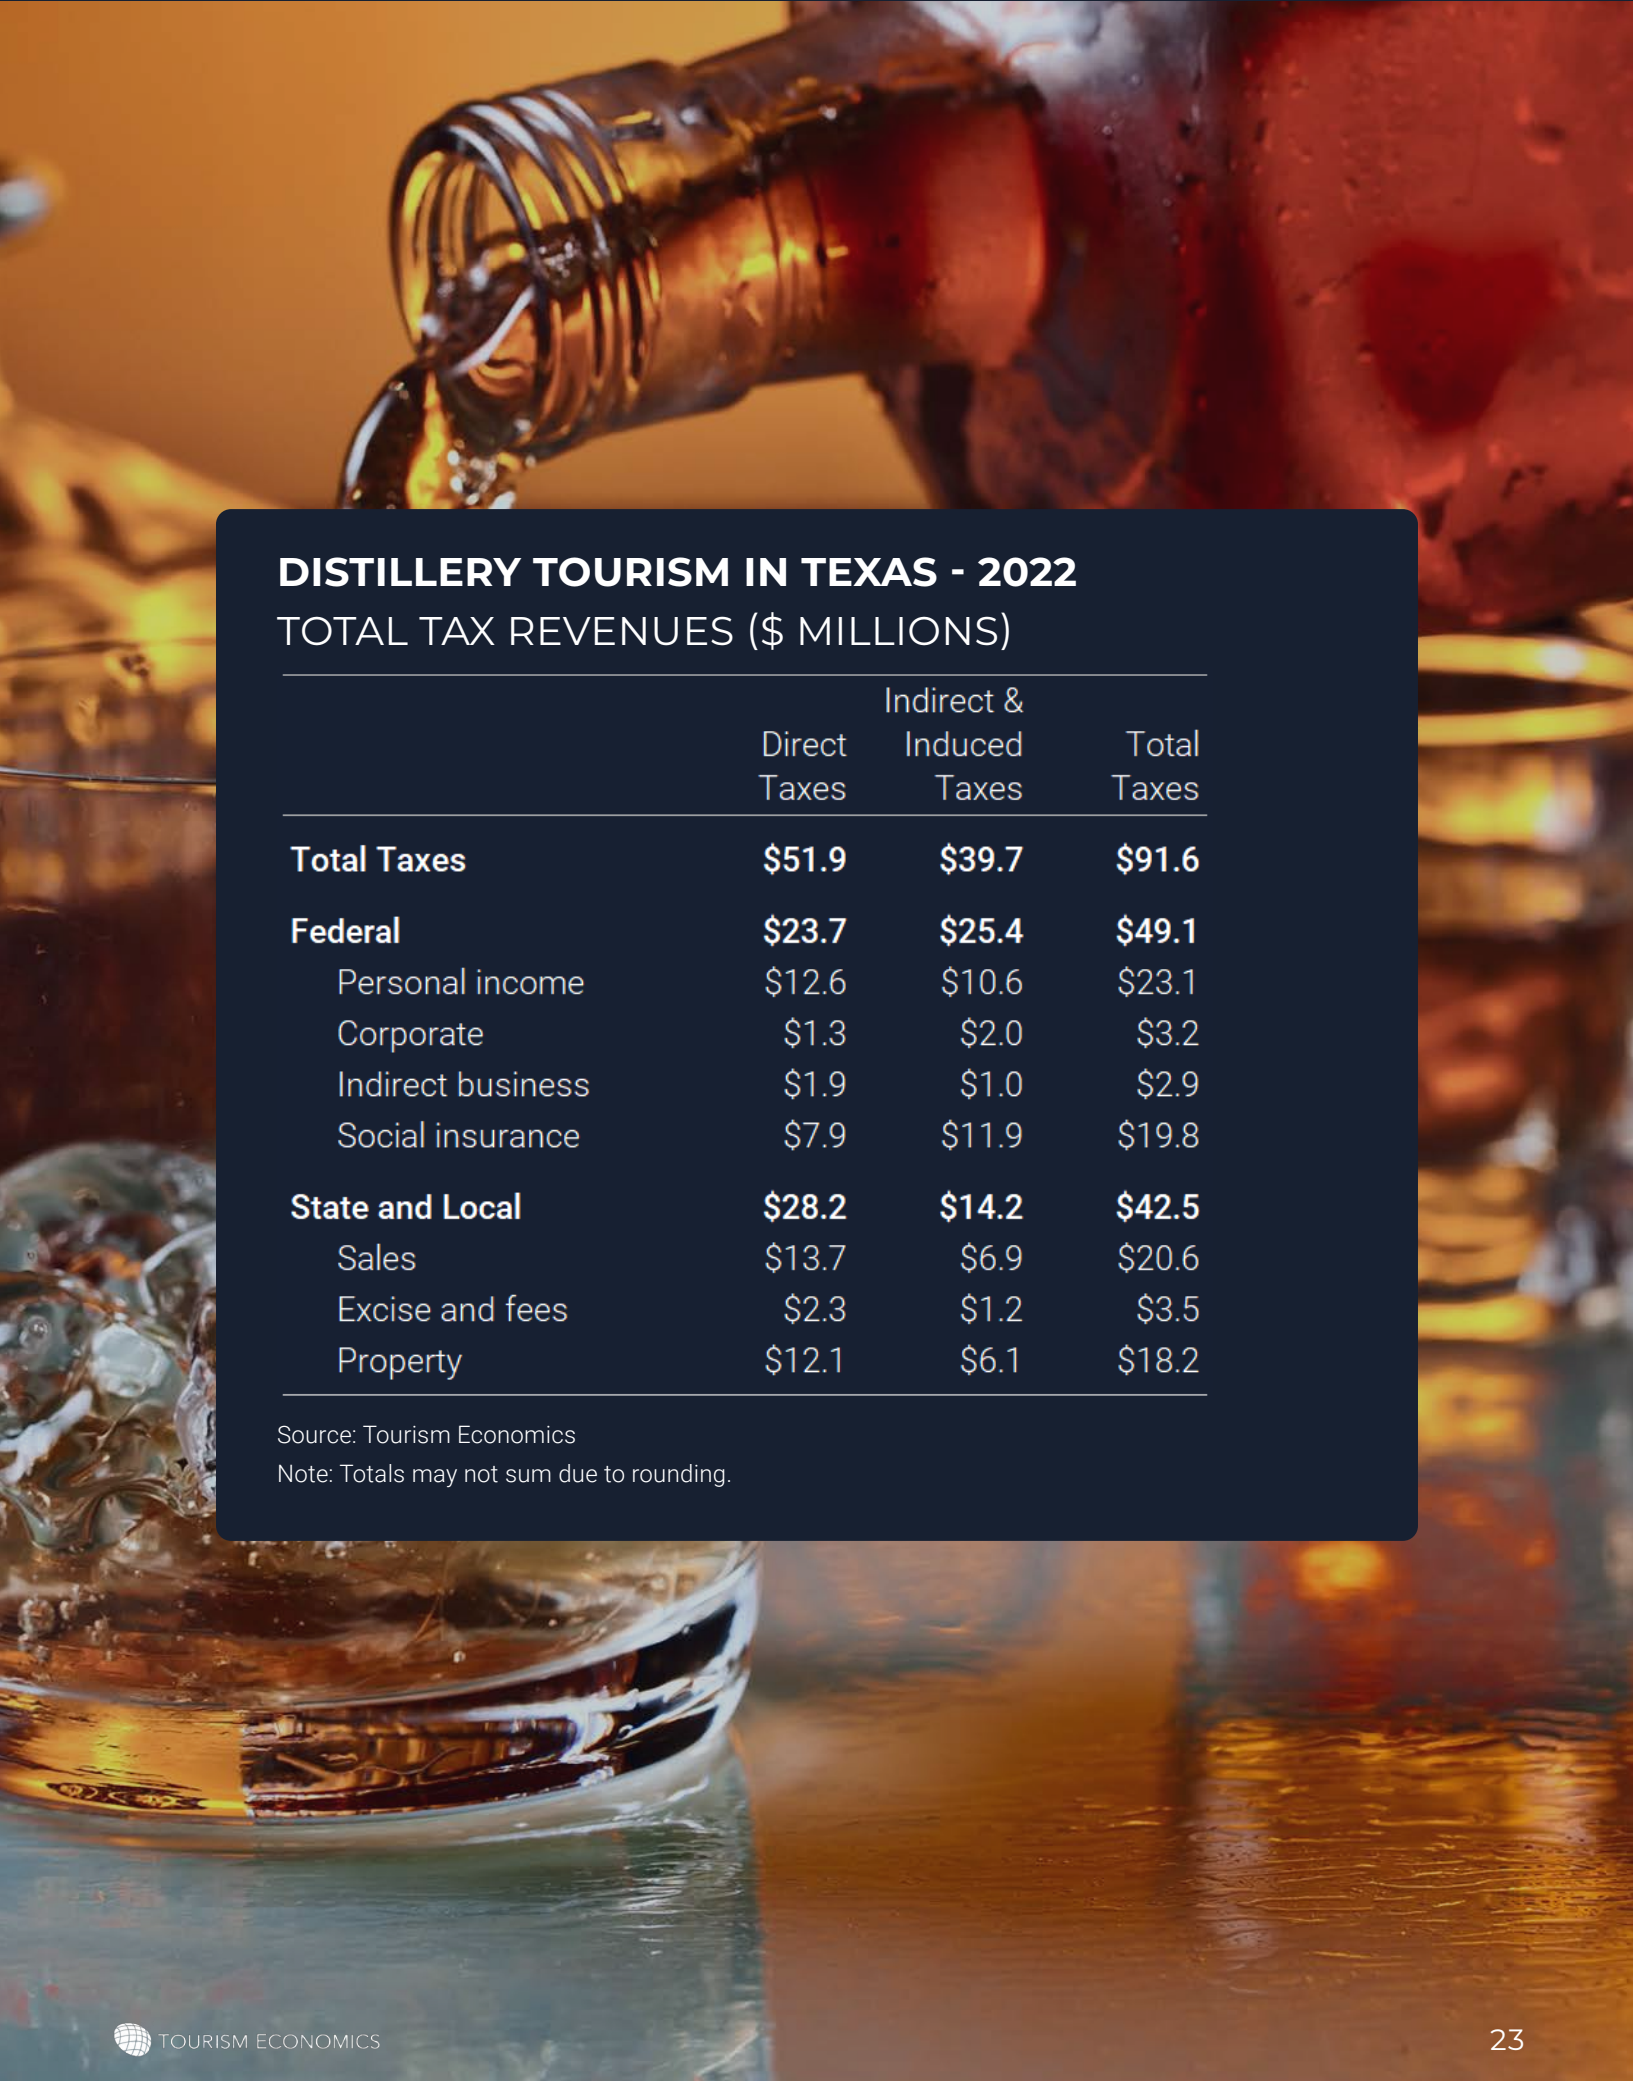 DISTILLERY TOURISM IN TEXAS - 2022
TOTAL TAX REVENUES ($ MILLIONS)
Indirect &
Direct Induced Total
Taxes Taxes Taxes
Total Taxes $51.9 $39.7 $91.6
Federal $23.7 $25.4 $49.1
Personal income $12.6 $10.6 $23.1
Corporate $1.3 $2.0 $3.2
Indirect business $1.9 $1.0 $2.9
Social insurance $7.9 $11.9 $19.8
State and Local $28.2 $14.2 $42.5
Sales $13.7 $6.9 $20.6
Excise and fees $2.3 $1.2 $3.5
Property $12.1 $6.1 $18.2
Source: Tourism Economics
Note: Totals may not sum due to rounding.
TOURISM ECONOMICS
23